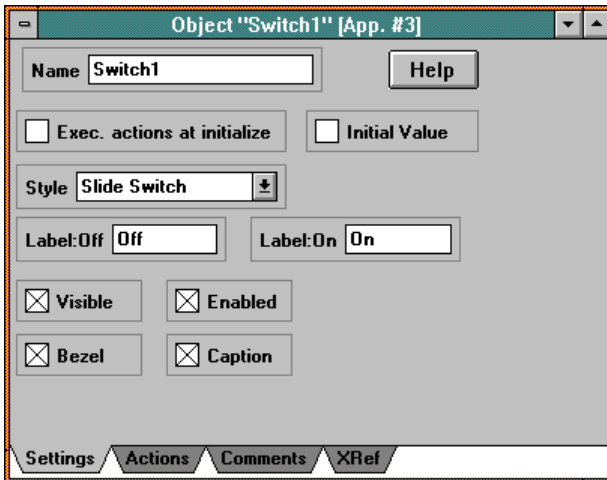 Object "Switch1" [App. #3]
Name Switch1
Help
Exec. actions at initialize
Initial Value
Style Slide Switch
Label:Off Off
Label:On On
Visible
Enabled
Bezel
Caption
Settings Actions Comments XRef